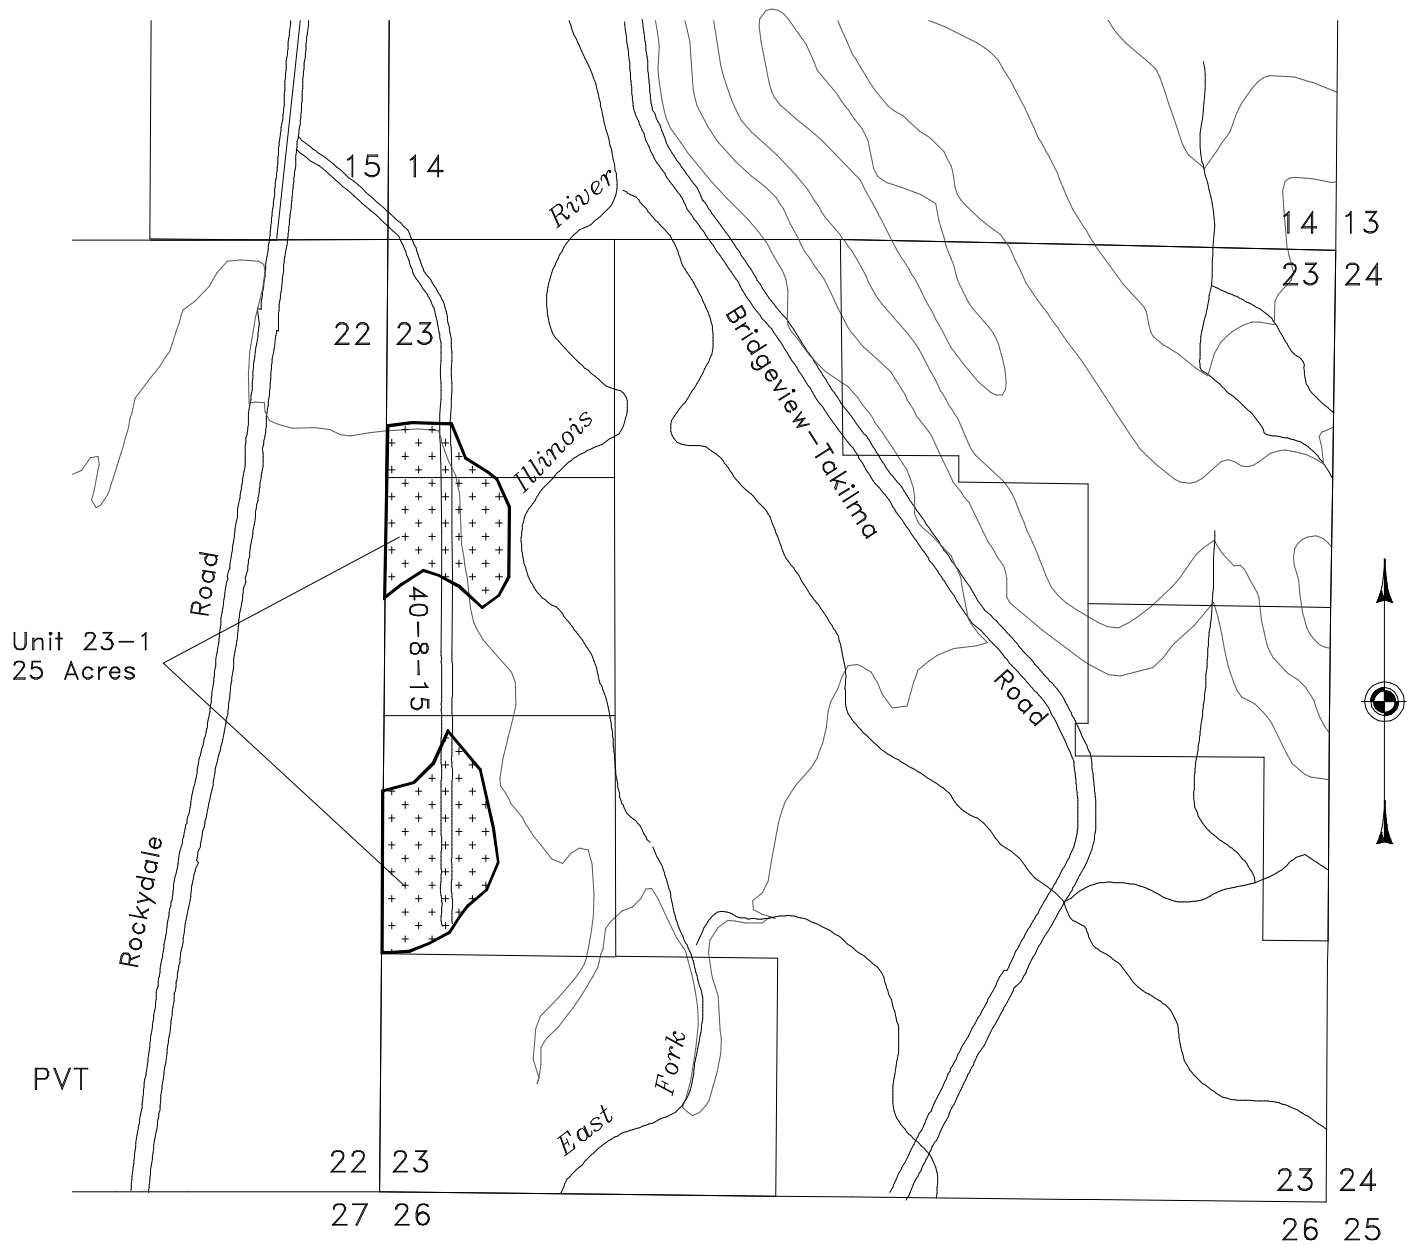 15 14
River
14 13
23 24
22 23
Bridgeview-Takilma
Illinois
Road
Unit 23-1
25 Acres
40-8-15
Road
Rockydale
Fork
PVT
East
22 23
23 24
27 26
26 25